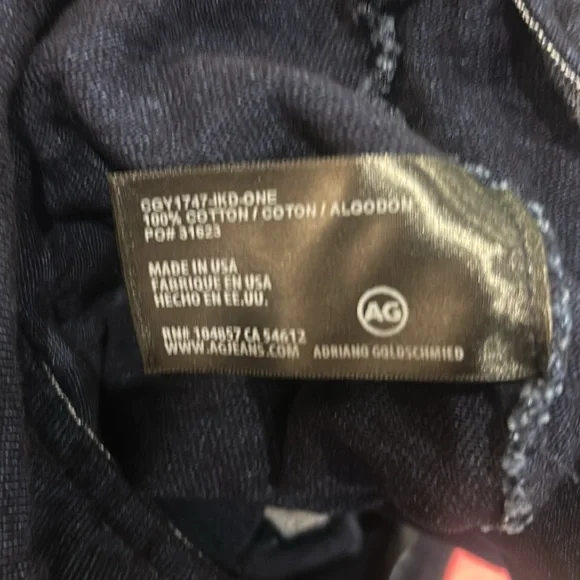 CGY1747-IKD-ONE
100% COTTON / COTON / ALGODON
PO# 31623
MADE IN USA
FABRIQUE EN USA
HECHO EN EE.UU.
AG
RN#. 104857 CA 54612
WWW.AGJEANS.COM ADRIANO GOLDSCHMIED